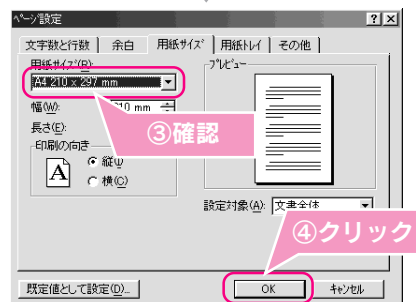 ページ設定
文字数と行数 余白 用紙サイズ 用紙トレイ その他
用紙サイズ(R): プレビュー
A4 210 x 297 mm
幅(W): 210 mm
長さ(E):
③確認
印刷の向き
A 縦(I)
横(C)
設定対象(A): 文書全体
④クリック
既定値として設定(D)... OK キャンセル